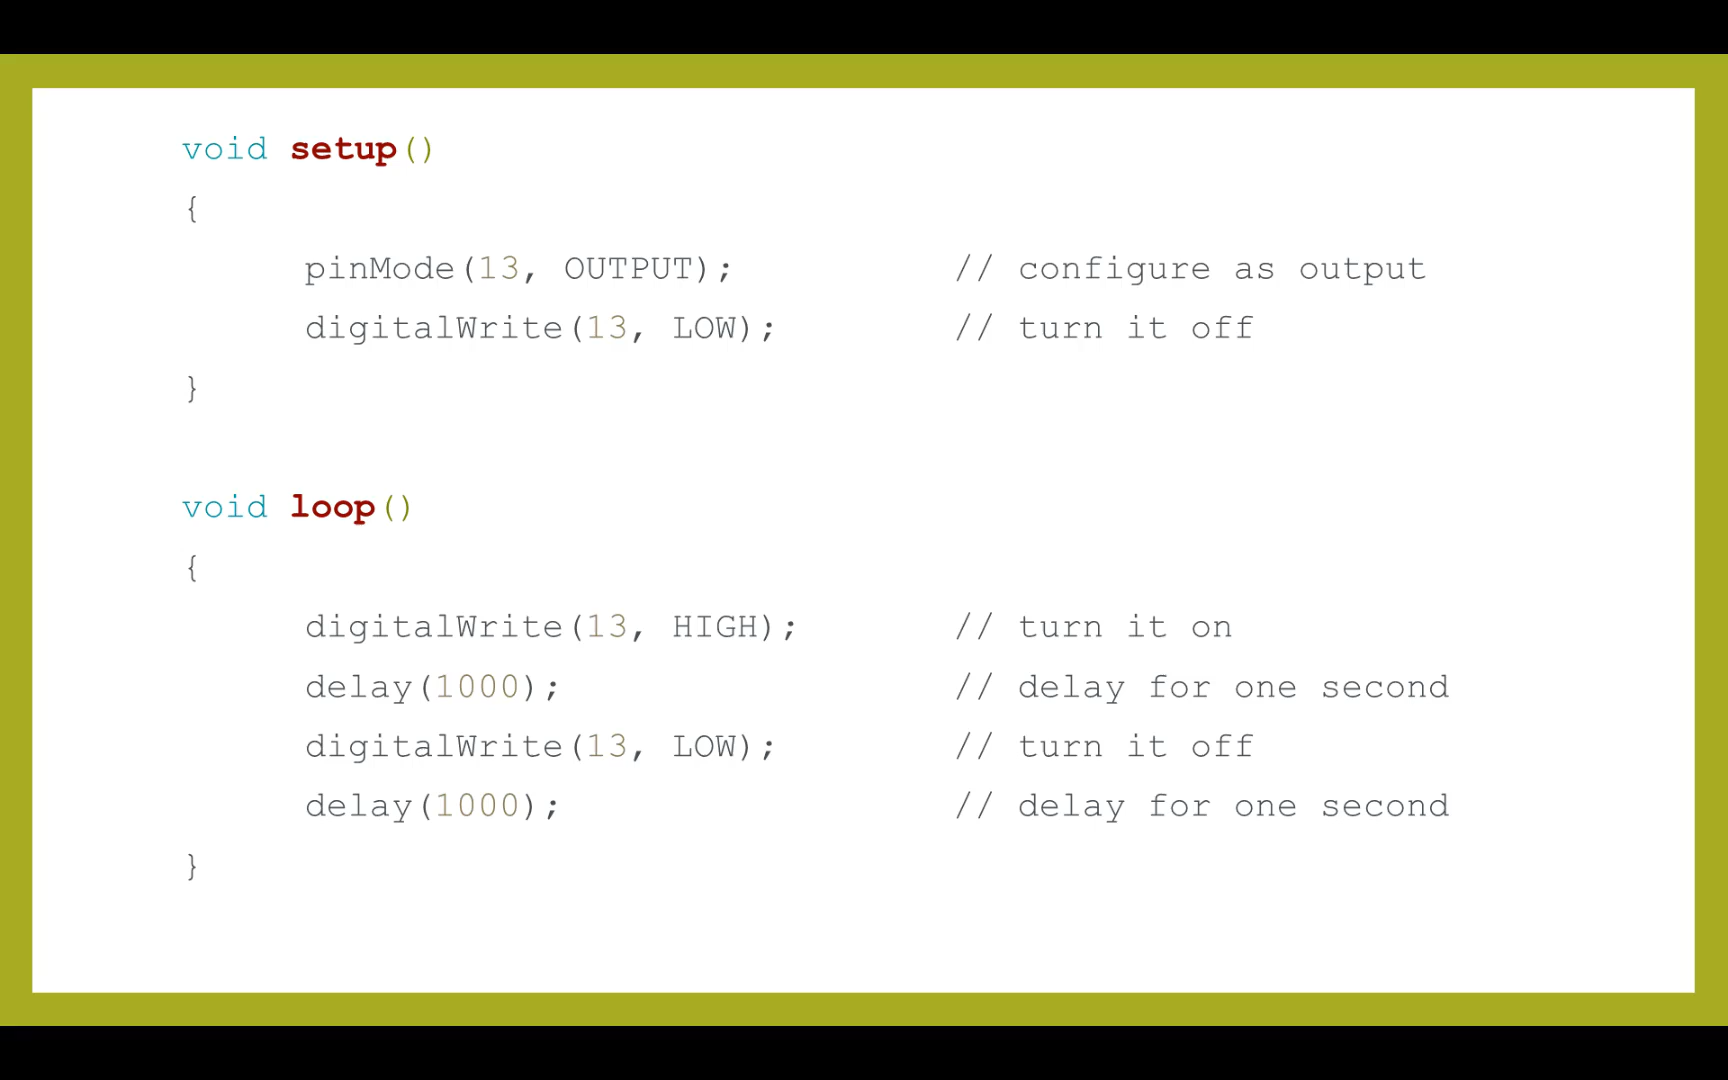 void setup()
{
pinMode(13, OUTPUT); // configure as output
digitalWrite(13, LOW); // turn it off
}
void loop()
{
digitalWrite(13, HIGH); // turn it on
delay(1000); // delay for one second
digitalWrite(13, LOW); // turn it off
delay(1000); // delay for one second
}